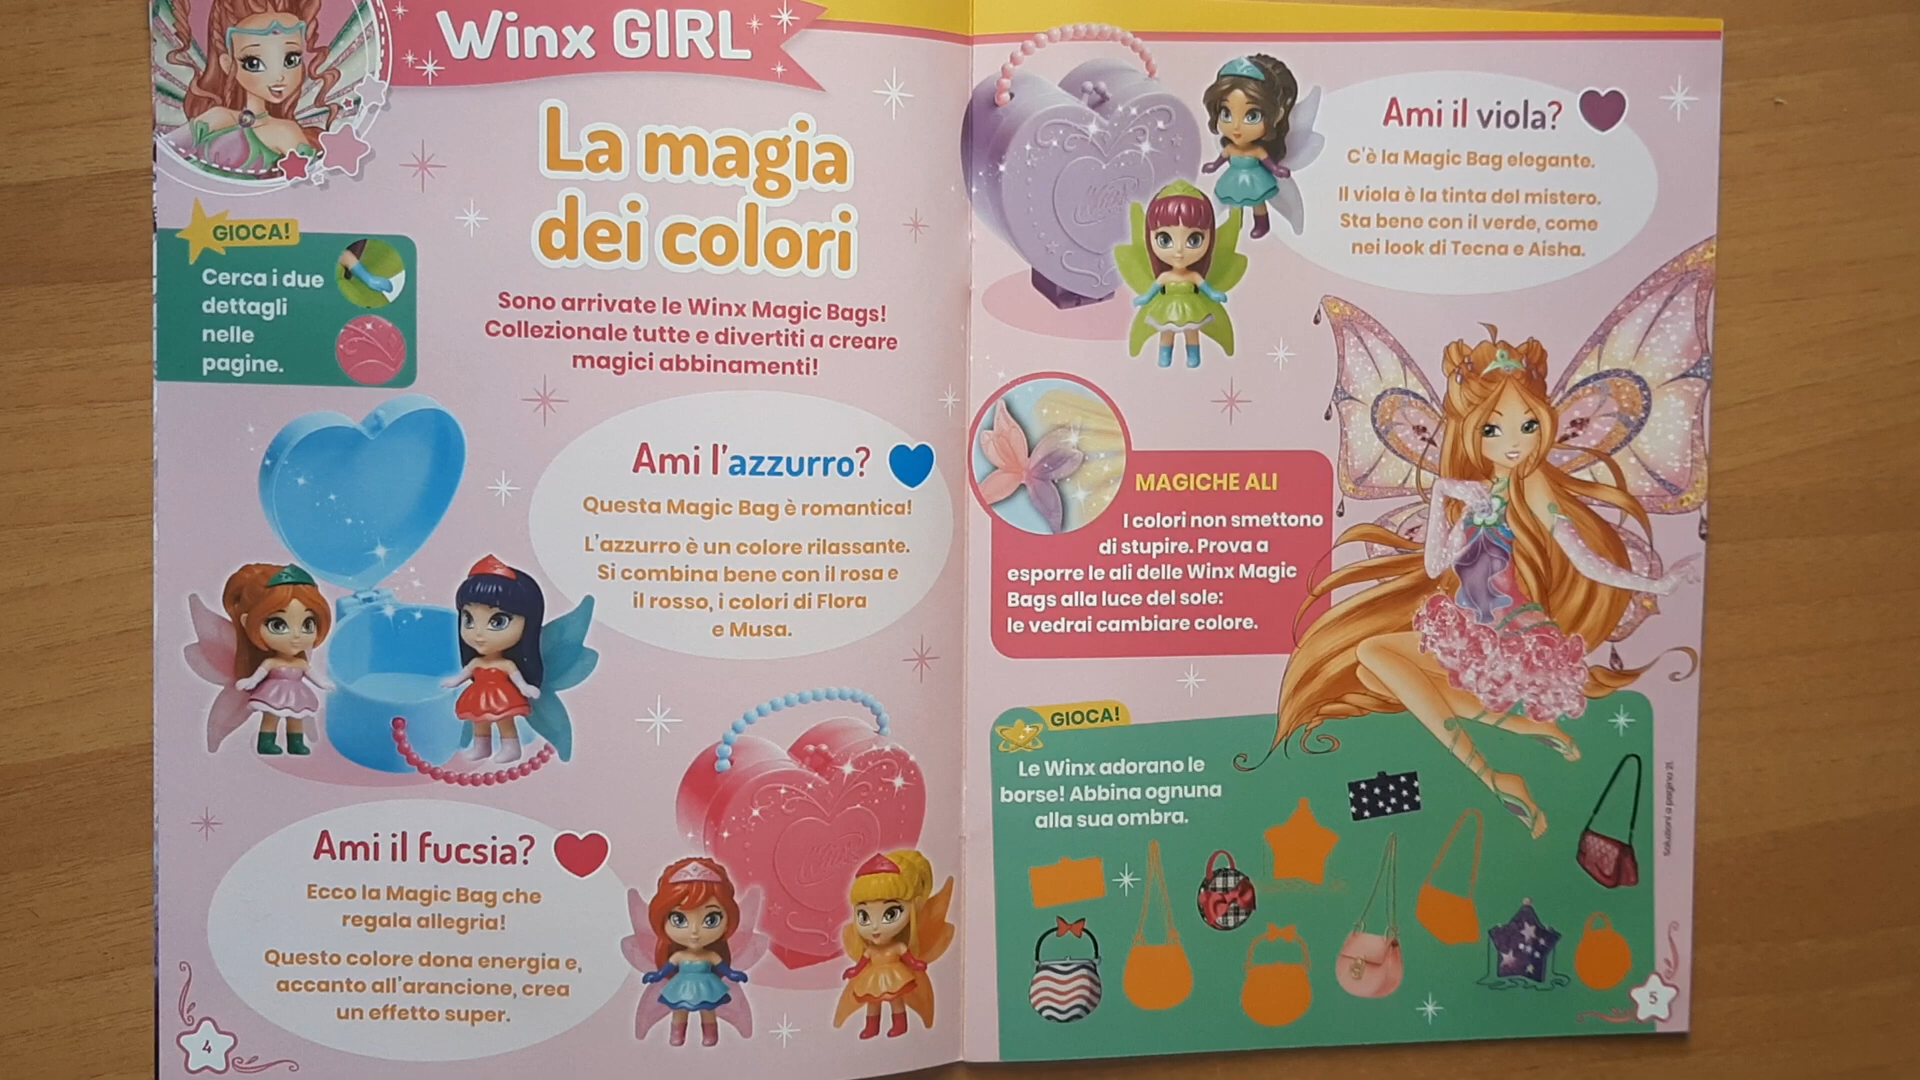 Winx GIRL
La magia
dei colori
GIOCA!
Cerca i due
dettagli
nelle
pagine.
Sono arrivate le Winx Magic Bags!
Collezionale tutte e divertiti a creare
magici abbinamenti!
Ami l'azzurro?
Questa Magic Bag è romantica!
L'azzurro è un colore rilassante.
Si combina bene con il rosa e
il rosso, i colori di Flora
e Musa.
Ami il fucsia?
Ecco la Magic Bag che
regala allegria!
Questo colore dona energia e,
accanto all'arancione, crea
un effetto super.
Winx
4
Winx
Ami il viola?
C'è la Magic Bag elegante.
Il viola è la tinta del mistero.
Sta bene con il verde, come
nei look di Tecna e Aisha.
MAGICHE ALI
I colori non smettono
di stupire. Prova a
esporre le ali delle Winx Magic
Bags alla luce del sole:
le vedrai cambiare colore.
GIOCA!
Le Winx adorano le
borse! Abbina ognuna
alla sua ombra.
Soluzioni a pagina 21.
5